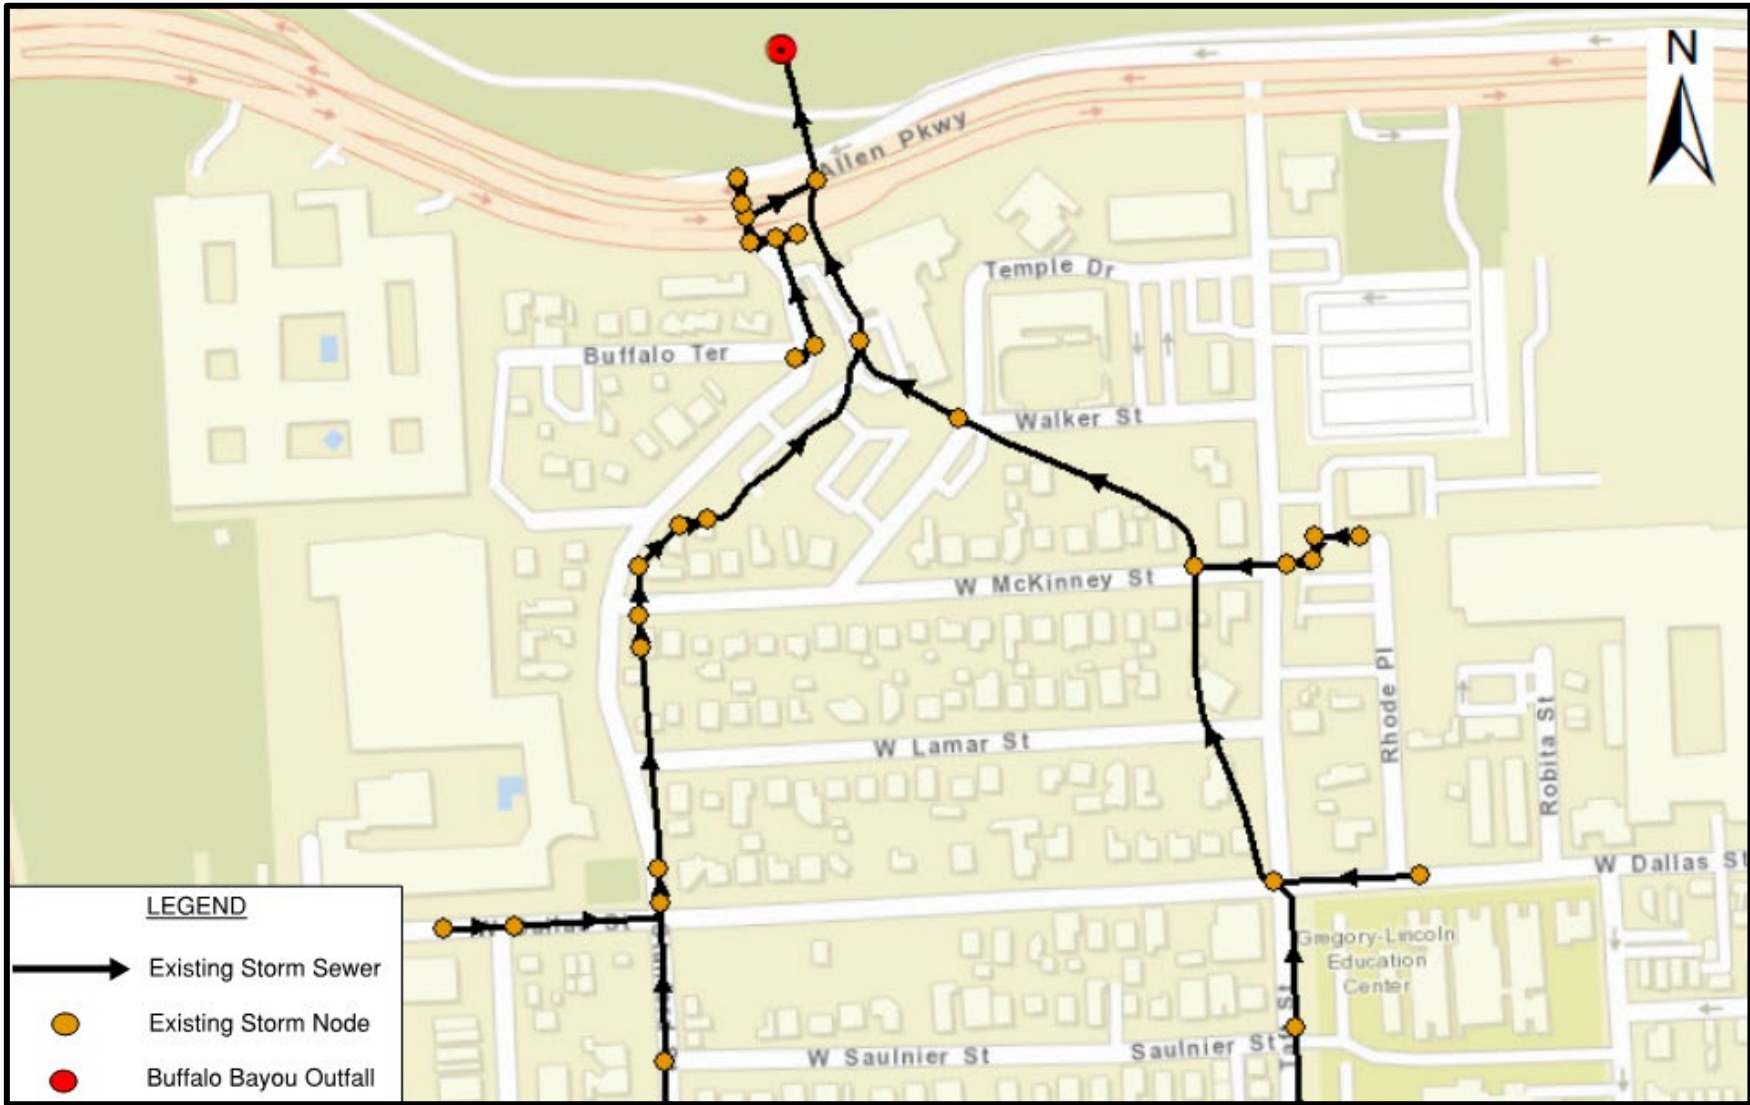 N
Allen Pkwy
Temple Dr
Buffalo Ter
Walker St
W McKinney St
Rhode Pl
W Lamar St
Robita St
W Dallas St
LEGEND
Existing Storm Sewer
Existing Storm Node
Buffalo Bayou Outfall
Gregory-Lincoln
Education
Center
W Saulnier St
Saulnier St